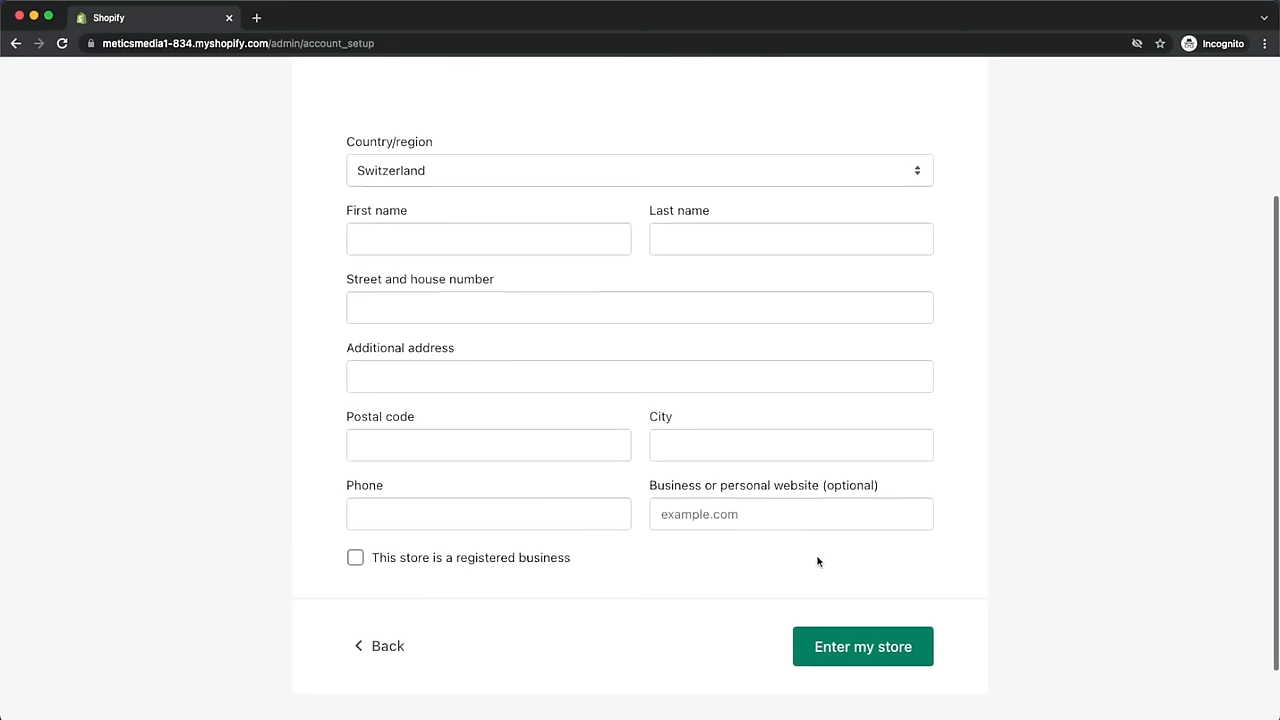 Shopify
meticsmedia1-834.myshopify.com/admin/account_setup
Incognito
Country/region
Switzerland
First name Last name
Street and house number
Additional address
Postal code City
Phone Business or personal website (optional)
example.com
This store is a registered business
Back Enter my store